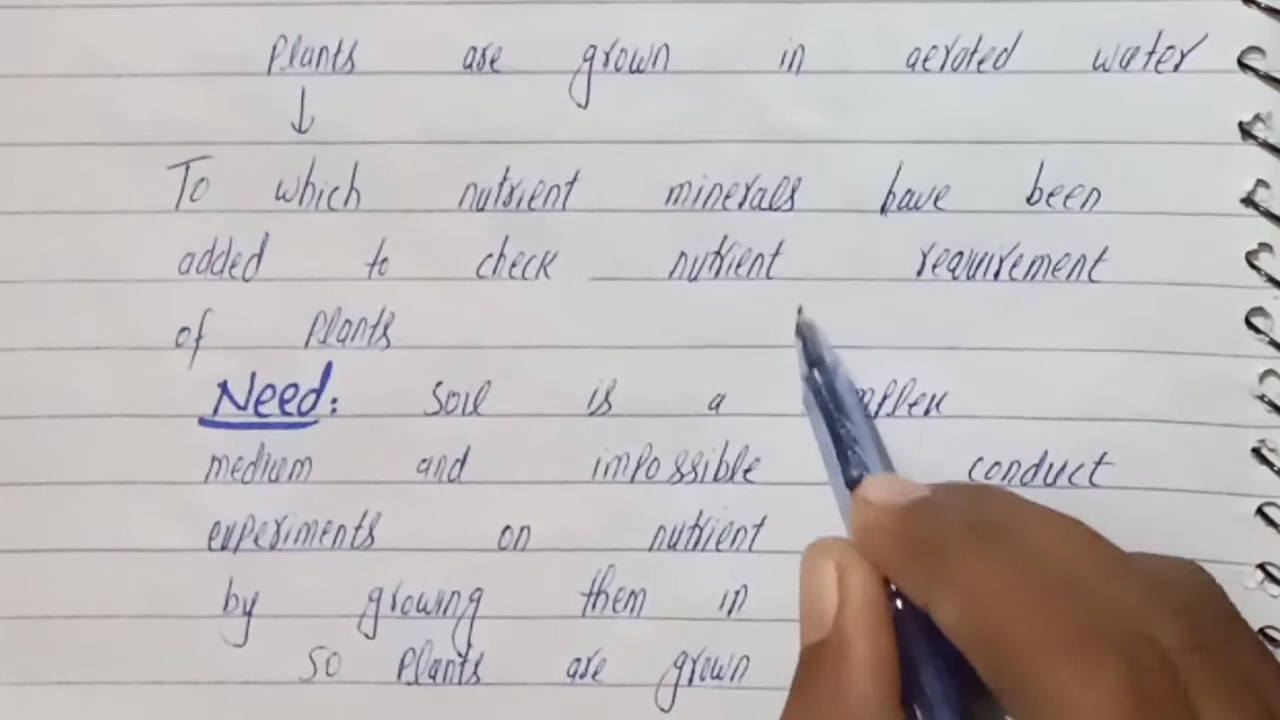 Plants are grown in aerated water
↓
To which nutrient minerals have been
added to check nutrient requirement
of Plants
Need: Soil is a
medium and impossible conduct
experiments on nutrient
by growing them in
so Plants are grown